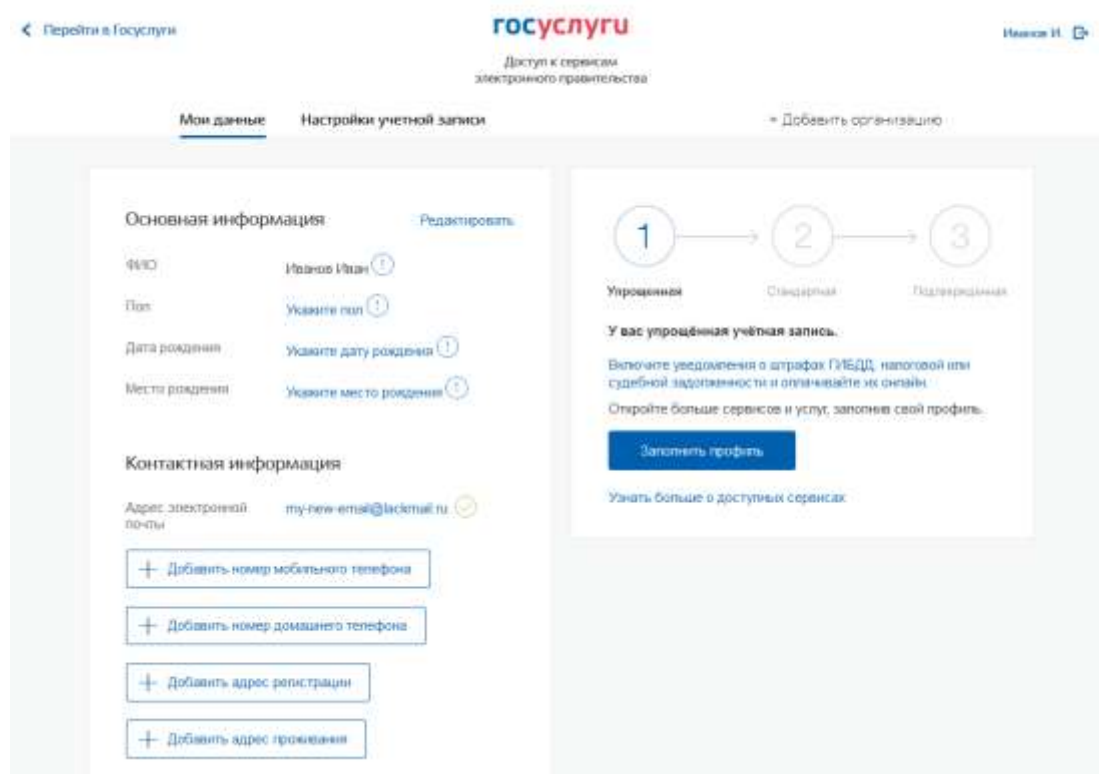 Перейти в Госуслуги
госуслуги
Иванов И.
Доступ к сервисам
электронного правительства
Мои данные
Настройки учетной записи
+ Добавить организацию
Основная информация
Редактировать
ФИО
Иванов Иван
Пол
Укажите пол
Дата рождения
Укажите дату рождения
Место рождения
Укажите место рождения
Контактная информация
Адрес электронной
почты
my-new-email@lackmail.ru
+ Добавить номер мобильного телефона
+ Добавить номер домашнего телефона
+ Добавить адрес регистрации
+ Добавить адрес проживания
1
2
3
Упрощенная
Стандартная
Подтвержденная
У вас упрощённая учётная запись.
Включите уведомления о штрафах ГИБДД, налоговой или
судебной задолженности и оплачивайте их онлайн.
Откройте больше сервисов и услуг, заполнив свой профиль.
Заполнить профиль
Узнать больше о доступных сервисах